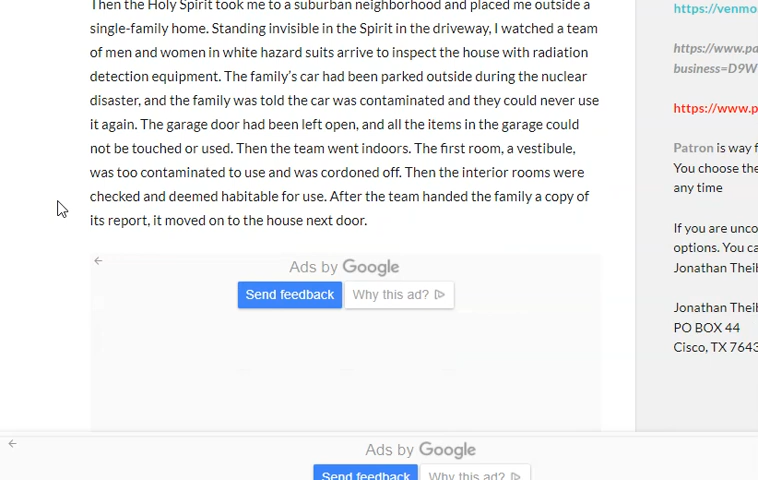 Then the Holy Spirit took me to a suburban neighborhood and placed me outside a
single-family home. Standing invisible in the Spirit in the driveway, I watched a team
of men and women in white hazard suits arrive to inspect the house with radiation
detection equipment. The family's car had been parked outside during the nuclear
disaster, and the family was told the car was contaminated and they could never use
it again. The garage door had been left open, and all the items in the garage could
not be touched or used. Then the team went indoors. The first room, a vestibule,
was too contaminated to use and was cordoned off. Then the interior rooms were
checked and deemed habitable for use. After the team handed the family a copy of
its report, it moved on to the house next door.
Ads by Google
Send feedback
Why this ad?
Ads by Google
Send feedback
Why this ad?
https://venmo
https://www.pa
business=D9W
https://www.p
Patron is way f
You choose the
any time
If you are unco
options. You ca
Jonathan Theib
Jonathan Theib
PO BOX 44
Cisco, TX 7643